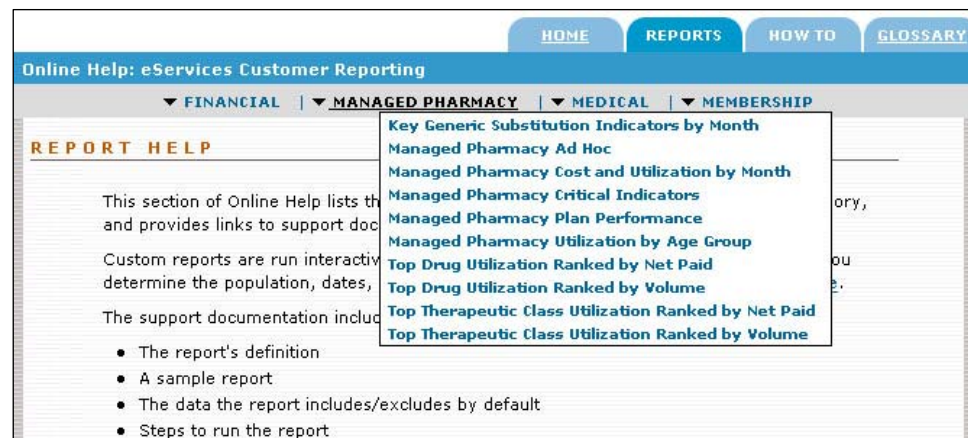 HOME REPORTS HOW TO GLOSSARY
Online Help: eServices Customer Reporting
▼ FINANCIAL | ▼ MANAGED PHARMACY | ▼ MEDICAL | ▼ MEMBERSHIP
Key Generic Substitution Indicators by Month
Managed Pharmacy Ad Hoc
Managed Pharmacy Cost and Utilization by Month
Managed Pharmacy Critical Indicators
Managed Pharmacy Plan Performance
Managed Pharmacy Utilization by Age Group
Top Drug Utilization Ranked by Net Paid
Top Drug Utilization Ranked by Volume
Top Therapeutic Class Utilization Ranked by Net Paid
Top Therapeutic Class Utilization Ranked by Volume
REPORT HELP
This section of Online Help lists th ory,
and provides links to support doc
Custom reports are run interactiv ou
determine the population, dates, e.
The support documentation includ
• The report's definition
• A sample report
• The data the report includes/excludes by default
• Steps to run the report